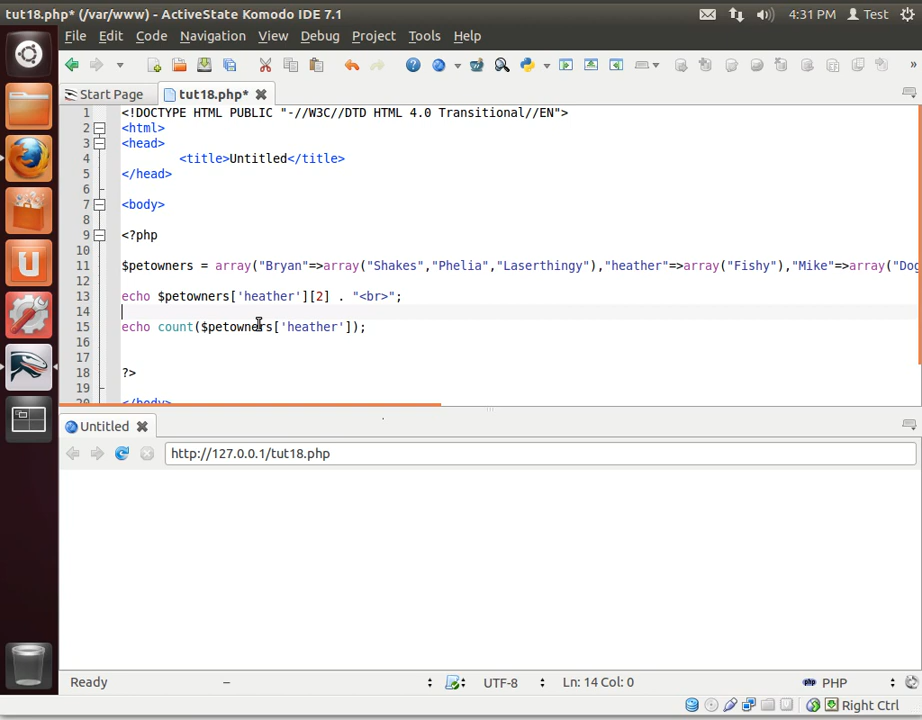 tut18.php* (/var/www) - ActiveState Komodo IDE 7.1
4:31 PM
Test
File Edit Code Navigation View Debug Project Tools Help
»
Start Page
tut18.php*
1 <!DOCTYPE HTML PUBLIC "-//W3C//DTD HTML 4.0 Transitional//EN">
2 <html>
3 <head>
4 <title>Untitled</title>
5 </head>
6
7 <body>
8
9 <?php
10
11 $petowners = array("Bryan"=>array("Shakes","Phelia","Laserthingy"),"heather"=>array("Fishy"),"Mike"=>array("Dog
12
13 echo $petowners['heather'][2] . "<br>";
14
15 echo count($petowners['heather']);
16
17
18 ?>
19
20 </body>
Untitled
http://127.0.0.1/tut18.php
Ready
–
UTF-8
Ln: 14 Col: 0
php PHP
Right Ctrl